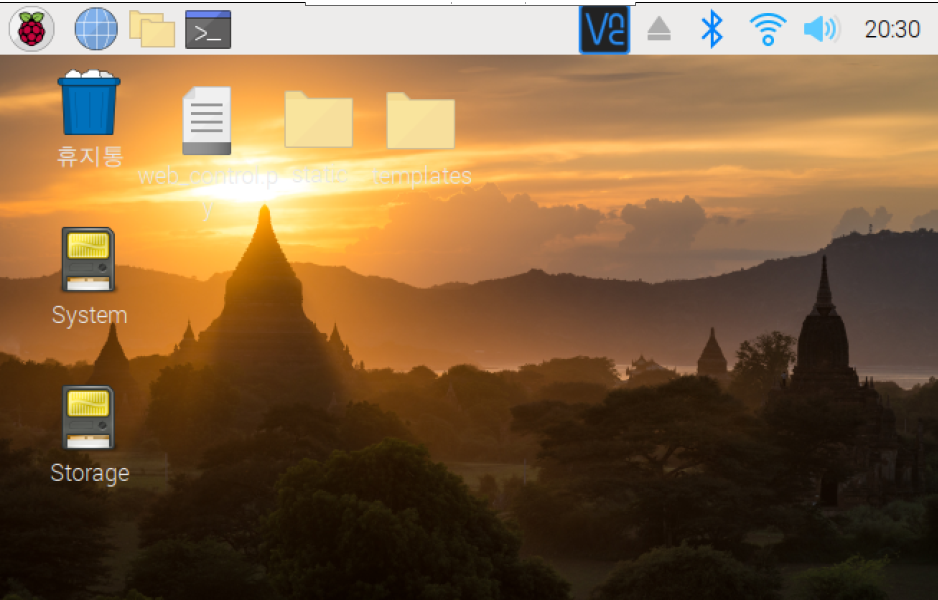 20:30
휴지통
web_control.p
y
static
templates
System
Storage